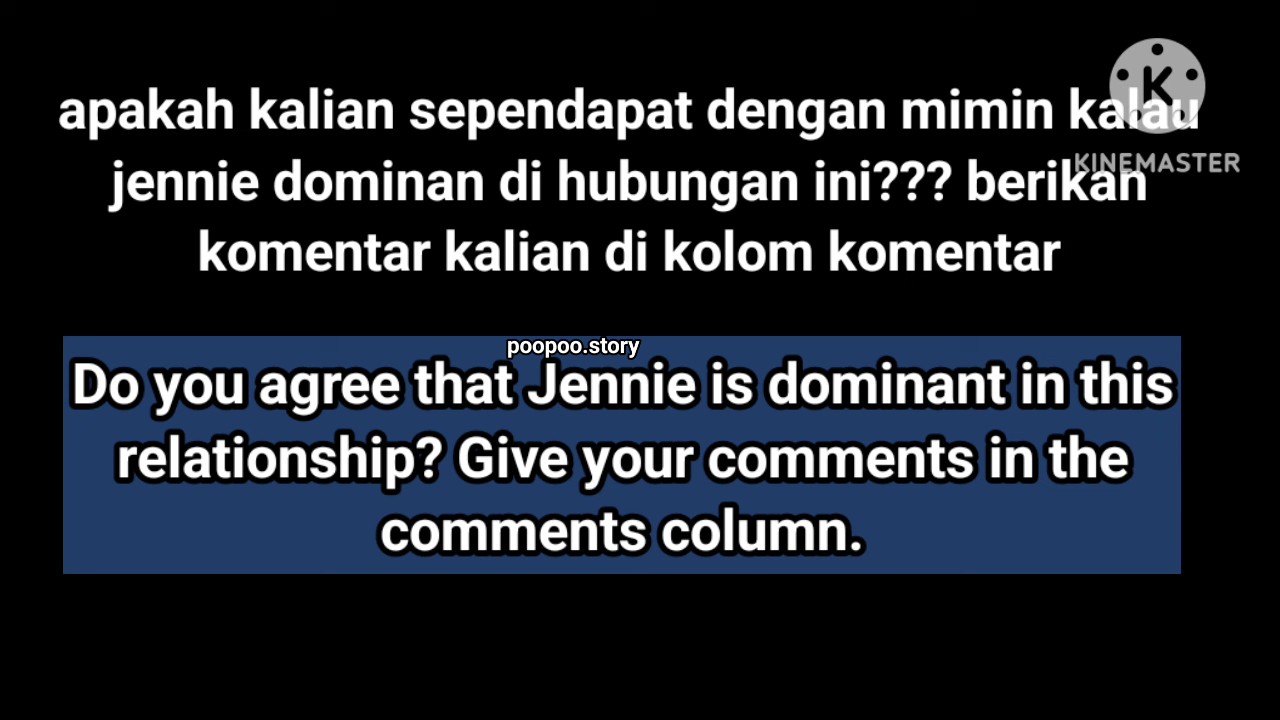 apakah kalian sependapat dengan mimin kalau
jennie dominan di hubungan ini??? berikan
komentar kalian di kolom komentar
KINEMASTER
poopoo.story
Do you agree that Jennie is dominant in this
relationship? Give your comments in the
comments column.